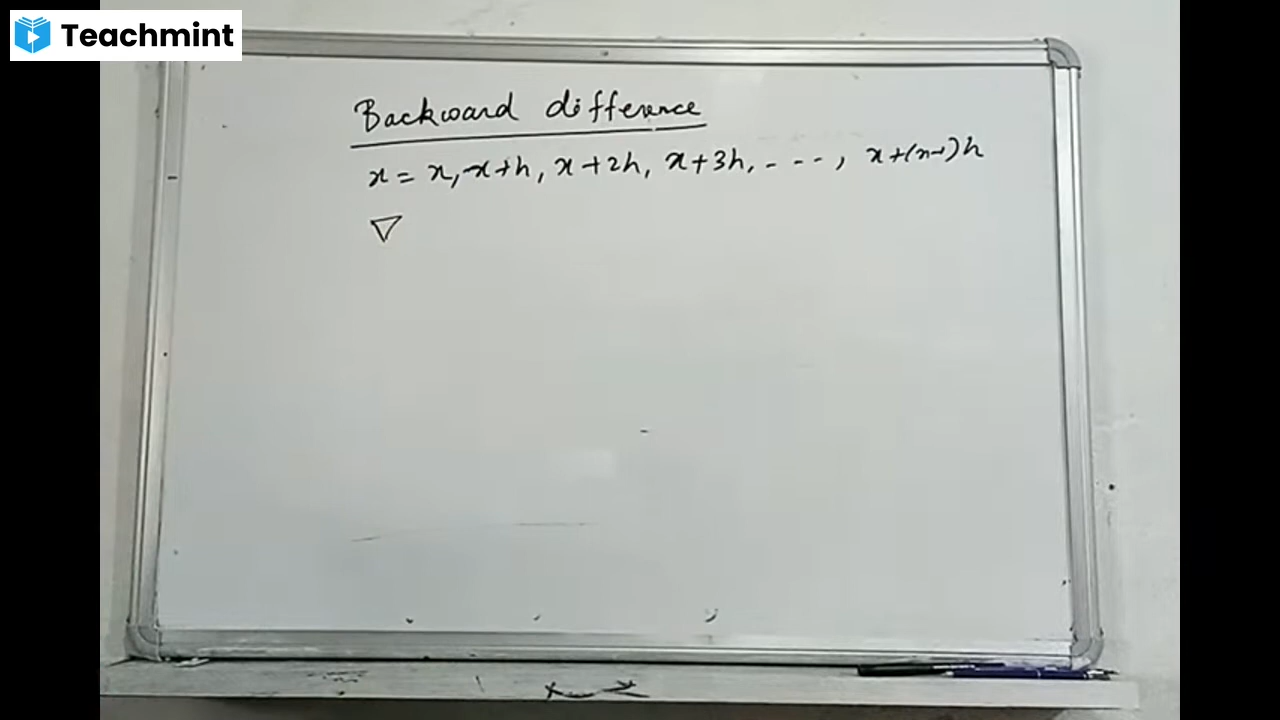 Teachmint
Backward difference
x = x, x+h, x+2h, x+3h, ----, x+(n-1)h
∇